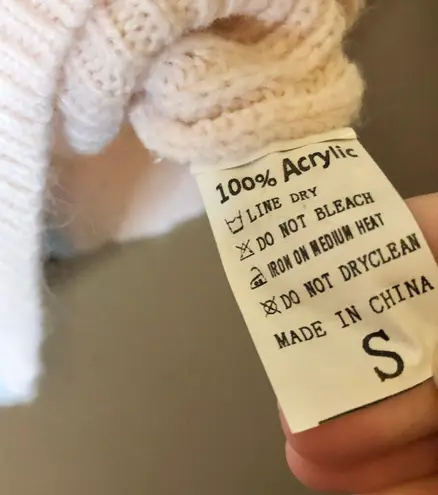 100% Acrylic
LINE DRY
DO NOT BLEACH
IRON ON MEDIUM HEAT
DO NOT DRYCLEAN
MADE IN CHINA
S